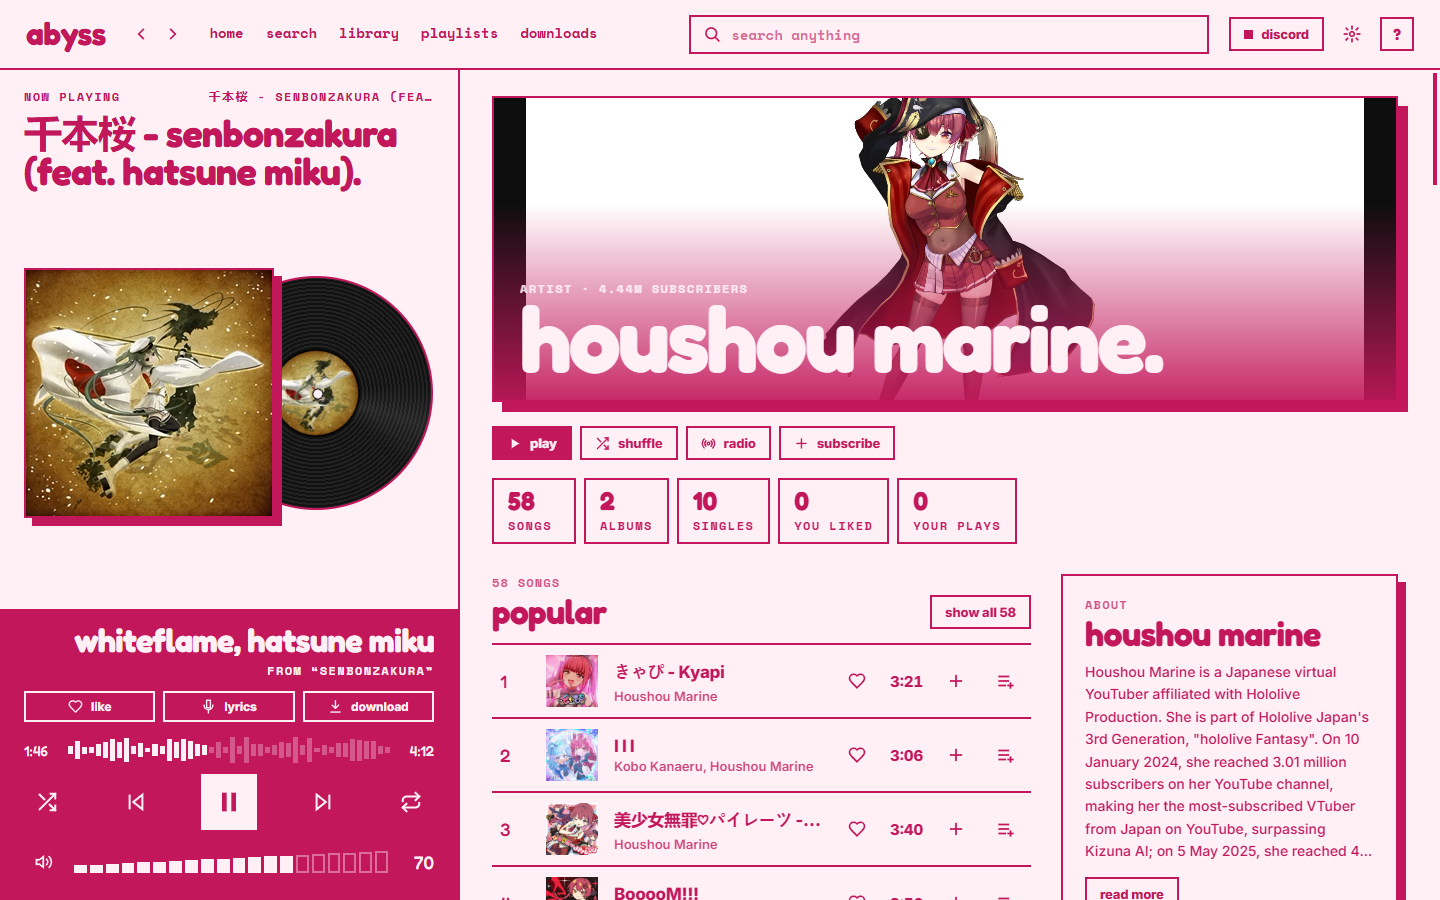 abyss
home search library playlists downloads
search anything
discord
?
NOW PLAYING
千本桜 - SENBONZAKURA (FEA…
千本桜 - senbonzakura
(feat. hatsune miku).
whiteflame, hatsune miku
FROM “SENBONZAKURA”
like
lyrics
download
1:46
4:12
70
ARTIST · 4.44M SUBSCRIBERS
houshou marine.
play
shuffle
radio
subscribe
58
SONGS
2
ALBUMS
10
SINGLES
0
YOU LIKED
0
YOUR PLAYS
58 SONGS
popular
show all 58
1
きゃぴ - Kyapi
Houshou Marine
3:21
2
I I I
Kobo Kanaeru, Houshou Marine
3:06
3
美少女無罪♡パイレーツ -…
Houshou Marine
3:40
BooooM!!!
ABOUT
houshou marine
Houshou Marine is a Japanese virtual
YouTuber affiliated with Hololive
Production. She is part of Hololive Japan's
3rd Generation, "hololive Fantasy". On 10
January 2024, she reached 3.01 million
subscribers on her YouTube channel,
making her the most-subscribed VTuber
from Japan on YouTube, surpassing
Kizuna AI; on 5 May 2025, she reached 4…
read more